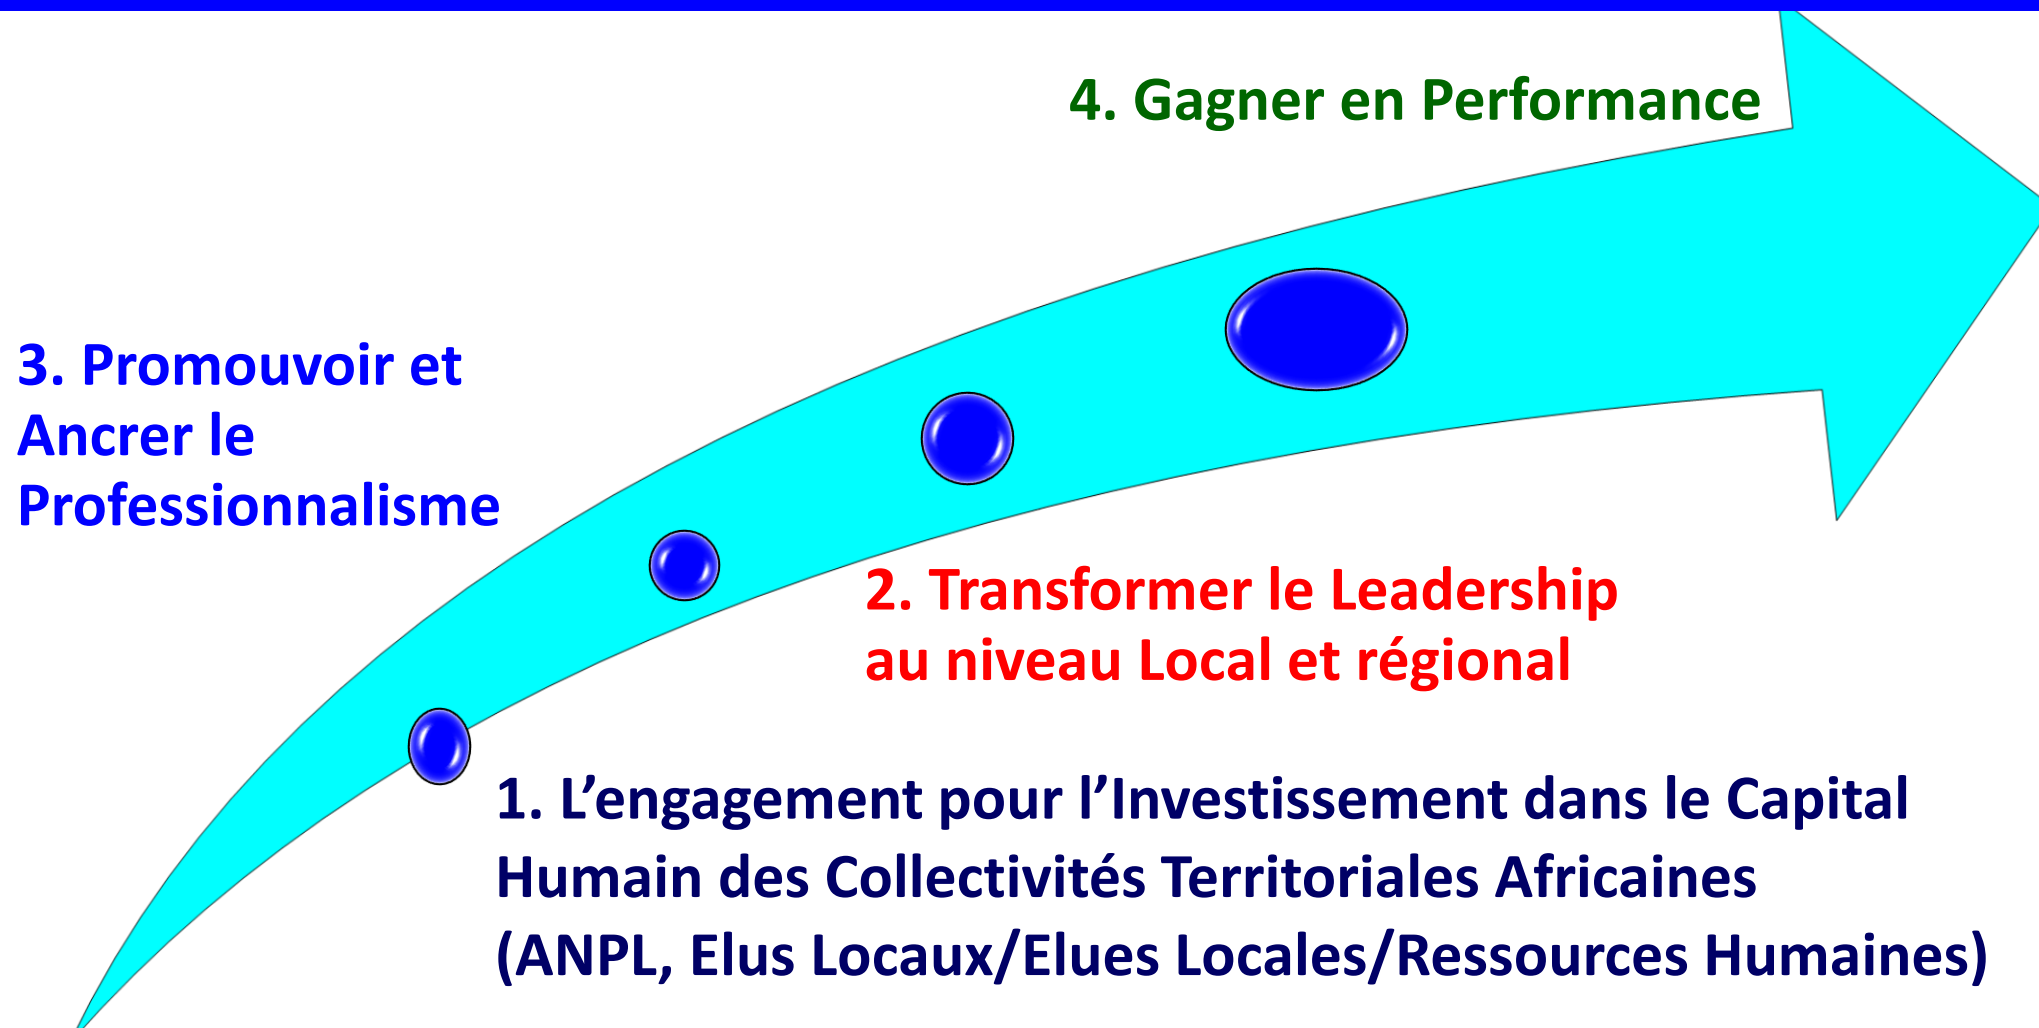 4. Gagner en Performance
3. Promouvoir et
Ancrer le
Professionnalisme
2. Transformer le Leadership
au niveau Local et régional
1. L’engagement pour l’Investissement dans le Capital
Humain des Collectivités Territoriales Africaines
(ANPL, Elus Locaux/Elues Locales/Ressources Humaines)